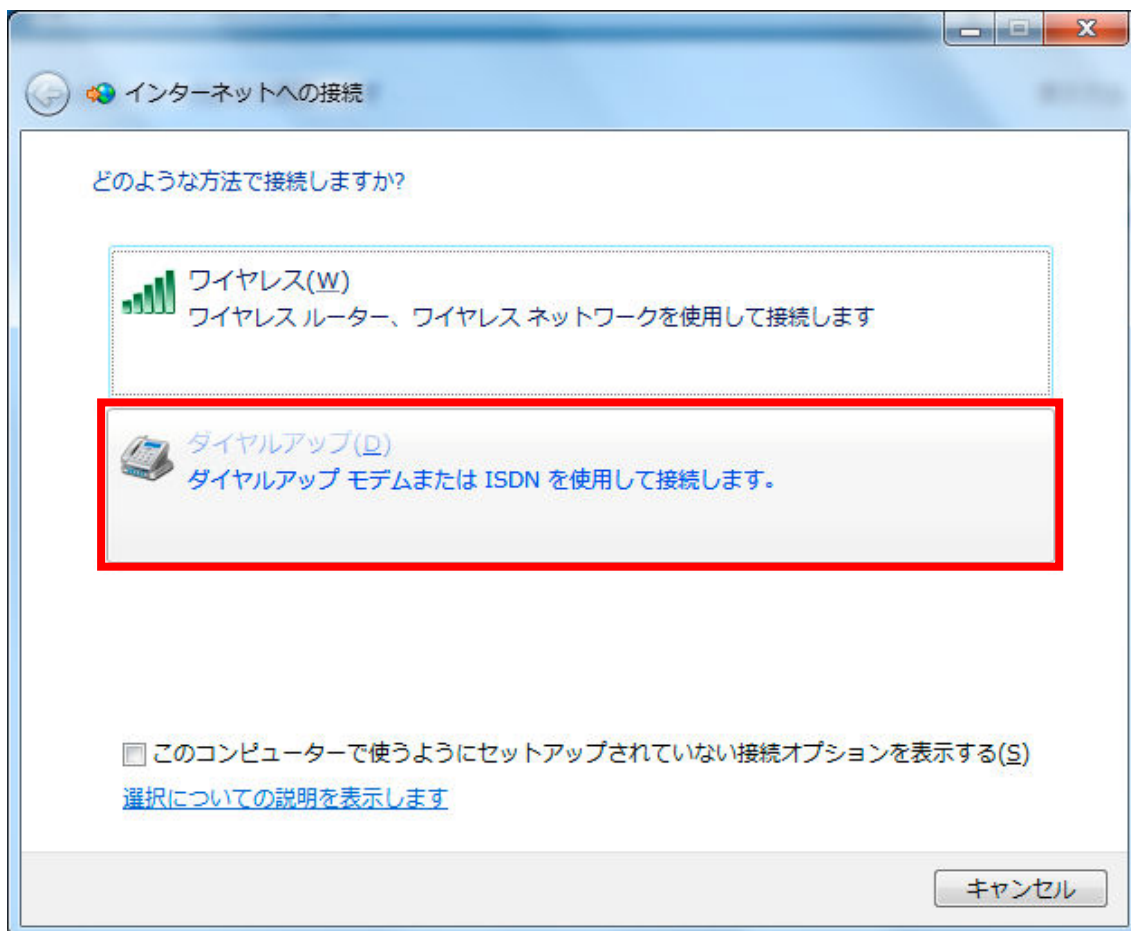 インターネットへの接続
どのような方法で接続しますか?
ワイヤレス(W)
ワイヤレス ルーター、ワイヤレス ネットワークを使用して接続します
ダイヤルアップ(D)
ダイヤルアップ モデムまたは ISDN を使用して接続します。
このコンピューターで使うようにセットアップされていない接続オプションを表示する(S)
選択についての説明を表示します
キャンセル